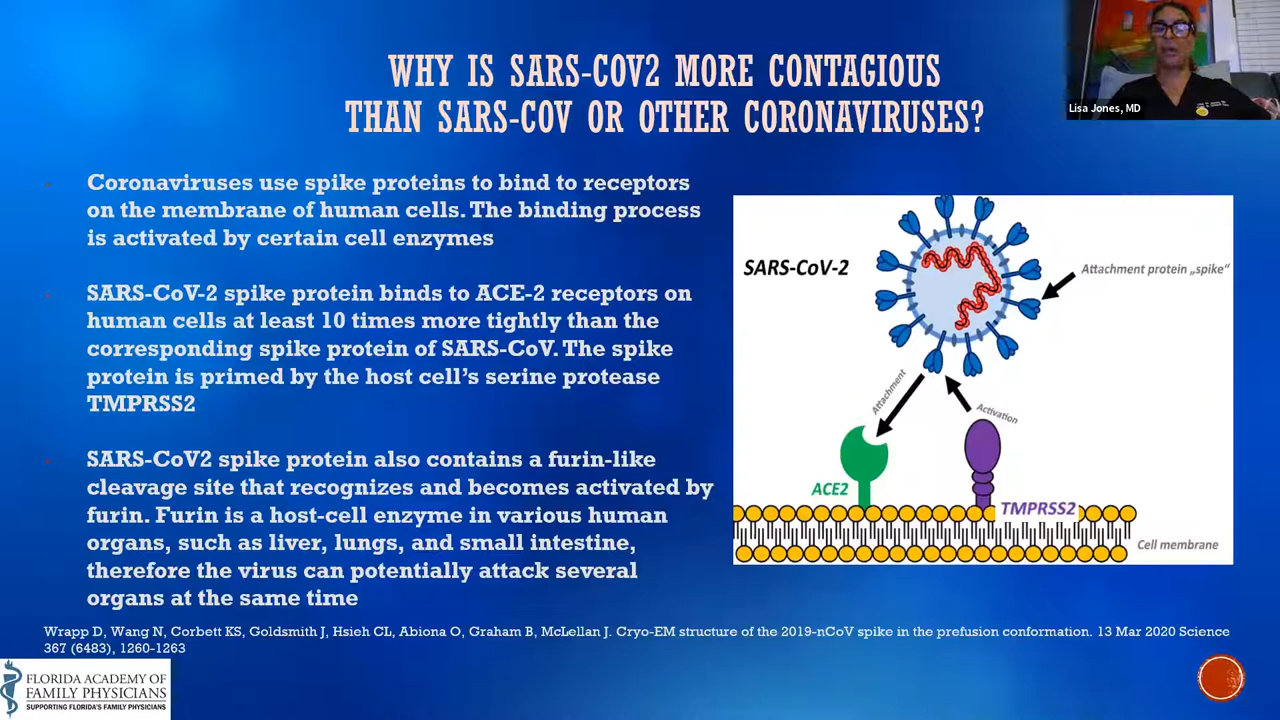 WHY IS SARS-COV2 MORE CONTAGIOUS
THAN SARS-COV OR OTHER CORONAVIRUSES?
Lisa Jones, MD
Coronaviruses use spike proteins to bind to receptors
on the membrane of human cells. The binding process
is activated by certain cell enzymes
SARS-CoV-2 spike protein binds to ACE-2 receptors on
human cells at least 10 times more tightly than the
corresponding spike protein of SARS-CoV. The spike
protein is primed by the host cell's serine protease
TMPRSS2
SARS-CoV2 spike protein also contains a furin-like
cleavage site that recognizes and becomes activated by
furin. Furin is a host-cell enzyme in various human
organs, such as liver, lungs, and small intestine,
therefore the virus can potentially attack several
organs at the same time
SARS-CoV-2
Attachment protein „spike“
Attachment
Activation
ACE2
TMPRSS2
Cell membrane
Wrapp D, Wang N, Corbett KS, Goldsmith J, Hsieh CL, Abiona O, Graham B, McLellan J. Cryo-EM structure of the 2019-nCoV spike in the prefusion conformation. 13 Mar 2020 Science
367 (6483), 1260-1263
FLORIDA ACADEMY OF
FAMILY PHYSICIANS
SUPPORTING FLORIDA'S FAMILY PHYSICIANS